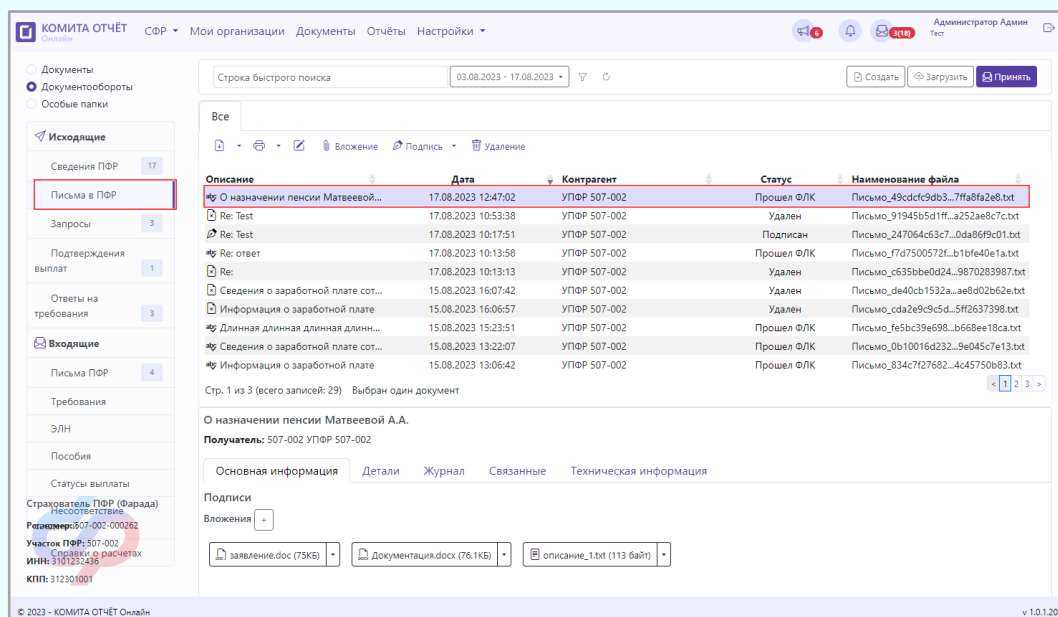 КОМИТА ОТЧЁТ
Онлайн
СФР Мои организации Документы Отчёты Настройки
6
3(18)
Администратор Админ
Тест
Документы
Документообороты
Особые папки
Исходящие
Сведения ПФР 17
Письма в ПФР
Запросы 3
Подтверждения
выплат 1
Ответы на
требования 3
Входящие
Письма ПФР 4
Требования
ЭЛН
Пособия
Статусы выплаты
Несоответствие
Справки о расчетах
Страхователь ПФР (Фарада)
507-002-000262
Участок ПФР: 507-002
ИНН: 3101232436
КПП: 312301001
Строка быстрого поиска 03.08.2023 - 17.08.2023 Создать Загрузить Принять
Все
Вложение Подпись Удаление
Описание Дата Контрагент Статус Наименование файла
О назначении пенсии Матвеевой... 17.08.2023 12:47:02 УПФР 507-002 Прошел ФЛК Письмо_49cdcfc9db3...7ffa8fa2e8.txt
Re: Test 17.08.2023 10:53:38 УПФР 507-002 Удален Письмо_91945b5d1ff...a252ae8c7c.txt
Re: Test 17.08.2023 10:17:51 УПФР 507-002 Подписан Письмо_247064c63c7...0da86f9c01.txt
Re: ответ 17.08.2023 10:13:58 УПФР 507-002 Прошел ФЛК Письмо_f7d7500572f...b1bfe40e1a.txt
Re: 17.08.2023 10:13:13 УПФР 507-002 Удален Письмо_c635bbe0d24...9870283987.txt
Сведения о заработной плате сот... 15.08.2023 16:07:42 УПФР 507-002 Удален Письмо_de40cb1532a...ae8d02b62e.txt
Информация о заработной плате 15.08.2023 16:06:57 УПФР 507-002 Удален Письмо_cda2e9c9c5d...5ff2637398.txt
Длинная длинная длинная длинн... 15.08.2023 15:23:51 УПФР 507-002 Прошел ФЛК Письмо_fe5bc39e698...b668ee18ca.txt
Сведения о заработной плате сот... 15.08.2023 13:22:07 УПФР 507-002 Прошел ФЛК Письмо_0b10016d232...9e045c7e13.txt
Информация о заработной плате 15.08.2023 13:06:42 УПФР 507-002 Прошел ФЛК Письмо_834c7f27682...4c45750b83.txt
Стр. 1 из 3 (всего записей: 29) Выбран один документ < 1 2 3 >
О назначении пенсии Матвеевой А.А.
Получатель: 507-002 УПФР 507-002
Основная информация Детали Журнал Связанные Техническая информация
Подписи
Вложения +
заявление.doc (75КБ) Документация.docx (76.1КБ) описание_1.txt (113 байт)
© 2023 - КОМИТА ОТЧЁТ Онлайн v 1.0.1.20